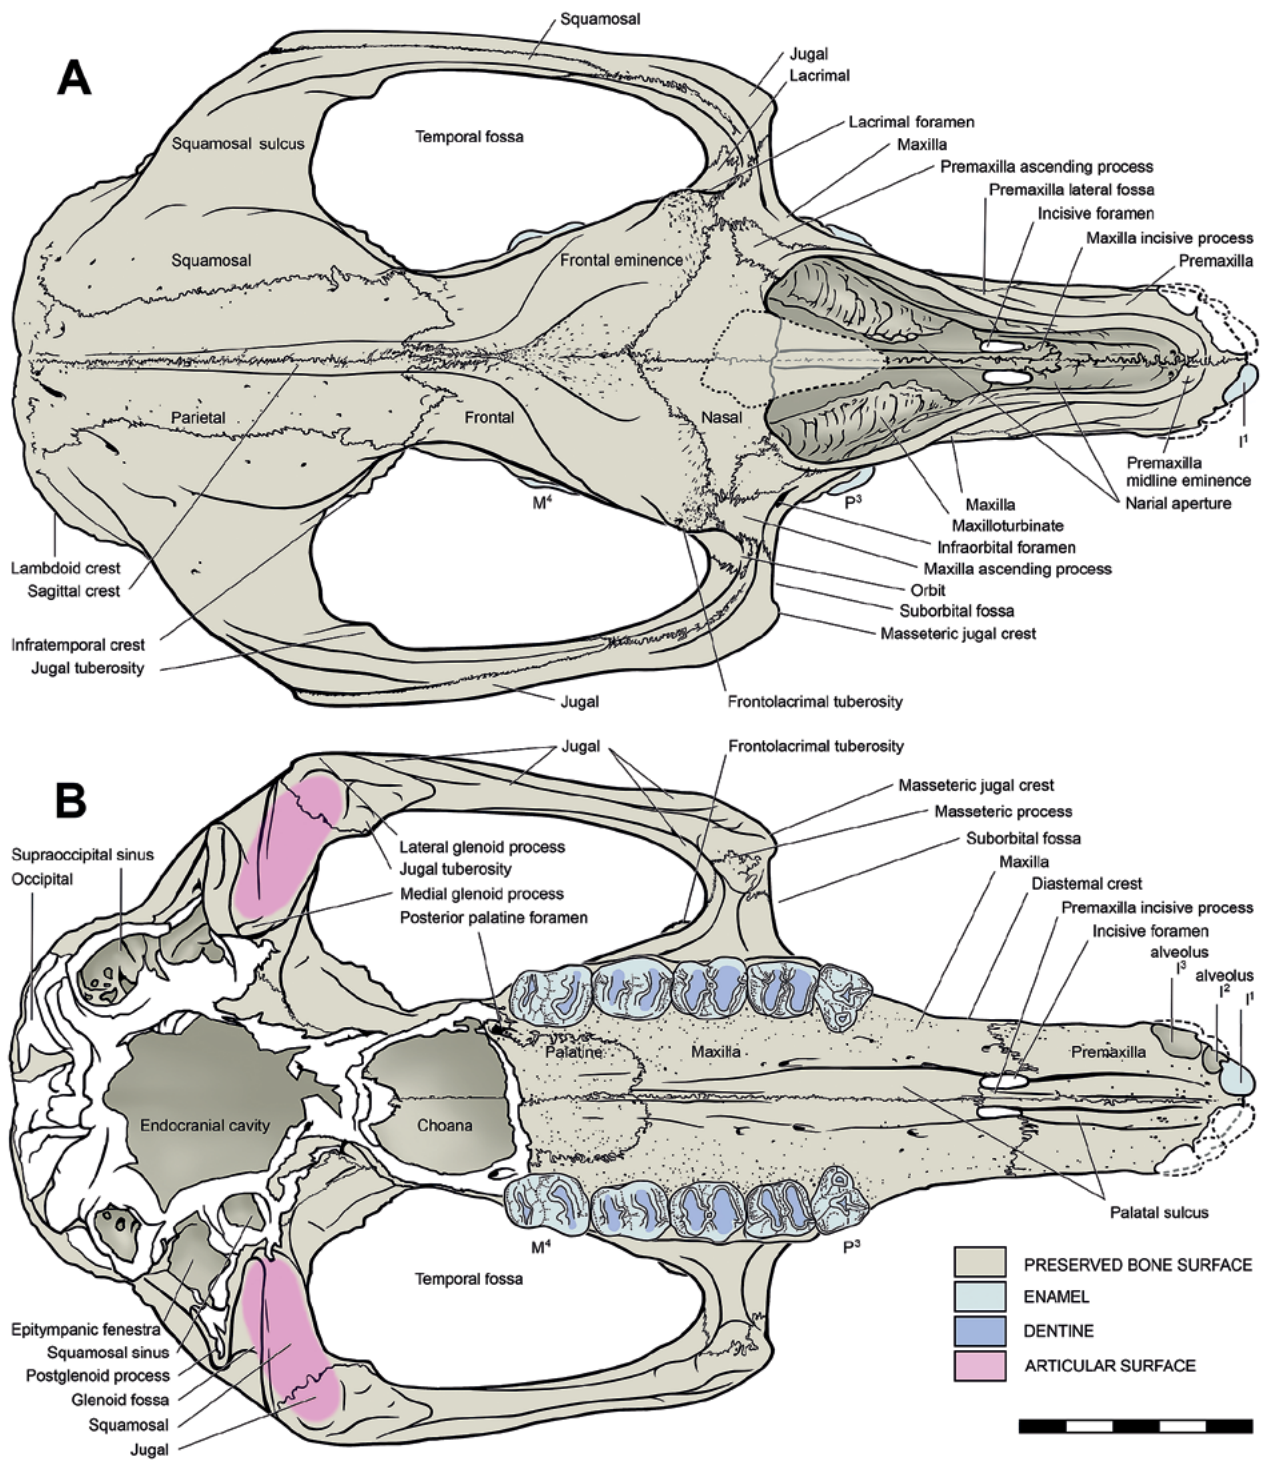 A
Squamosal
Jugal
Lacrimal
Lacrimal foramen
Maxilla
Premaxilla ascending process
Premaxilla lateral fossa
Incisive foramen
Maxilla incisive process
Premaxilla
Squamosal sulcus
Temporal fossa
Squamosal
Frontal eminence
Parietal
Frontal
Nasal
I¹
Premaxilla
midline eminence
Narial aperture
M⁴
P³
Maxilla
Maxilloturbinate
Infraorbital foramen
Maxilla ascending process
Orbit
Suborbital fossa
Masseteric jugal crest
Lambdoid crest
Sagittal crest
Infratemporal crest
Jugal tuberosity
Jugal
Frontolacrimal tuberosity
B
Jugal
Frontolacrimal tuberosity
Masseteric jugal crest
Masseteric process
Suborbital fossa
Maxilla
Diastemal crest
Premaxilla incisive process
Incisive foramen
alveolus
I³
alveolus
I²
I¹
Supraoccipital sinus
Occipital
Lateral glenoid process
Jugal tuberosity
Medial glenoid process
Posterior palatine foramen
Palatine
Maxilla
Premaxilla
Endocranial cavity
Choana
Palatal sulcus
M⁴
P³
Temporal fossa
Epitympanic fenestra
Squamosal sinus
Postglenoid process
Glenoid fossa
Squamosal
Jugal
PRESERVED BONE SURFACE
ENAMEL
DENTINE
ARTICULAR SURFACE